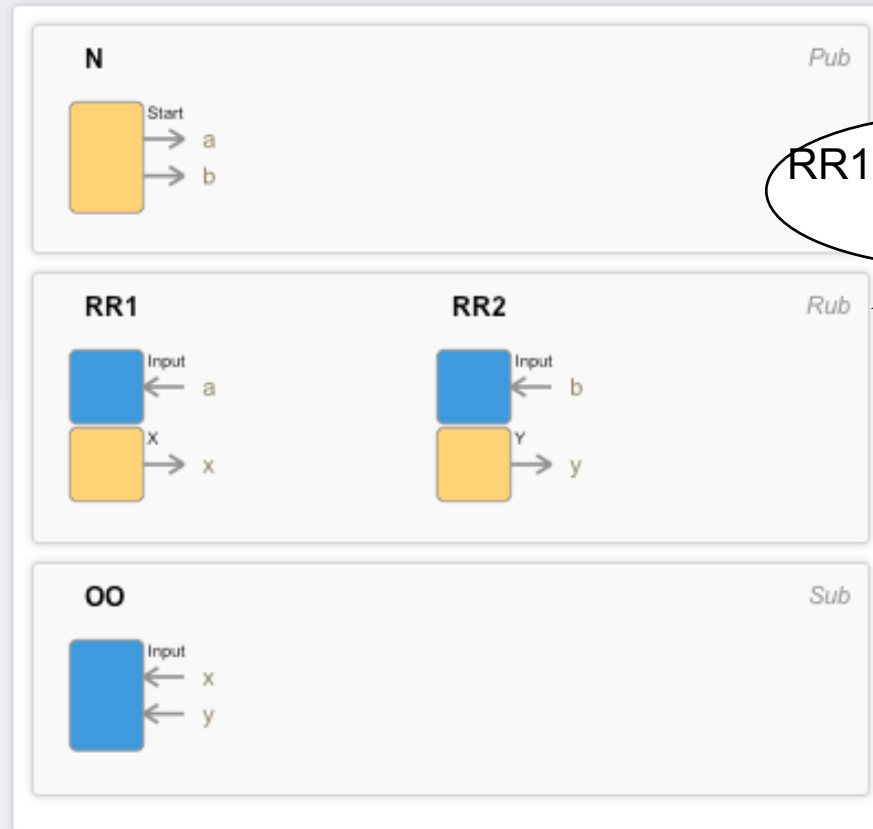 N Pub
Start
a
b
RR1
RR1 RR2 Rub
Input Input
a b
X Y
x y
OO Sub
Input
x
y